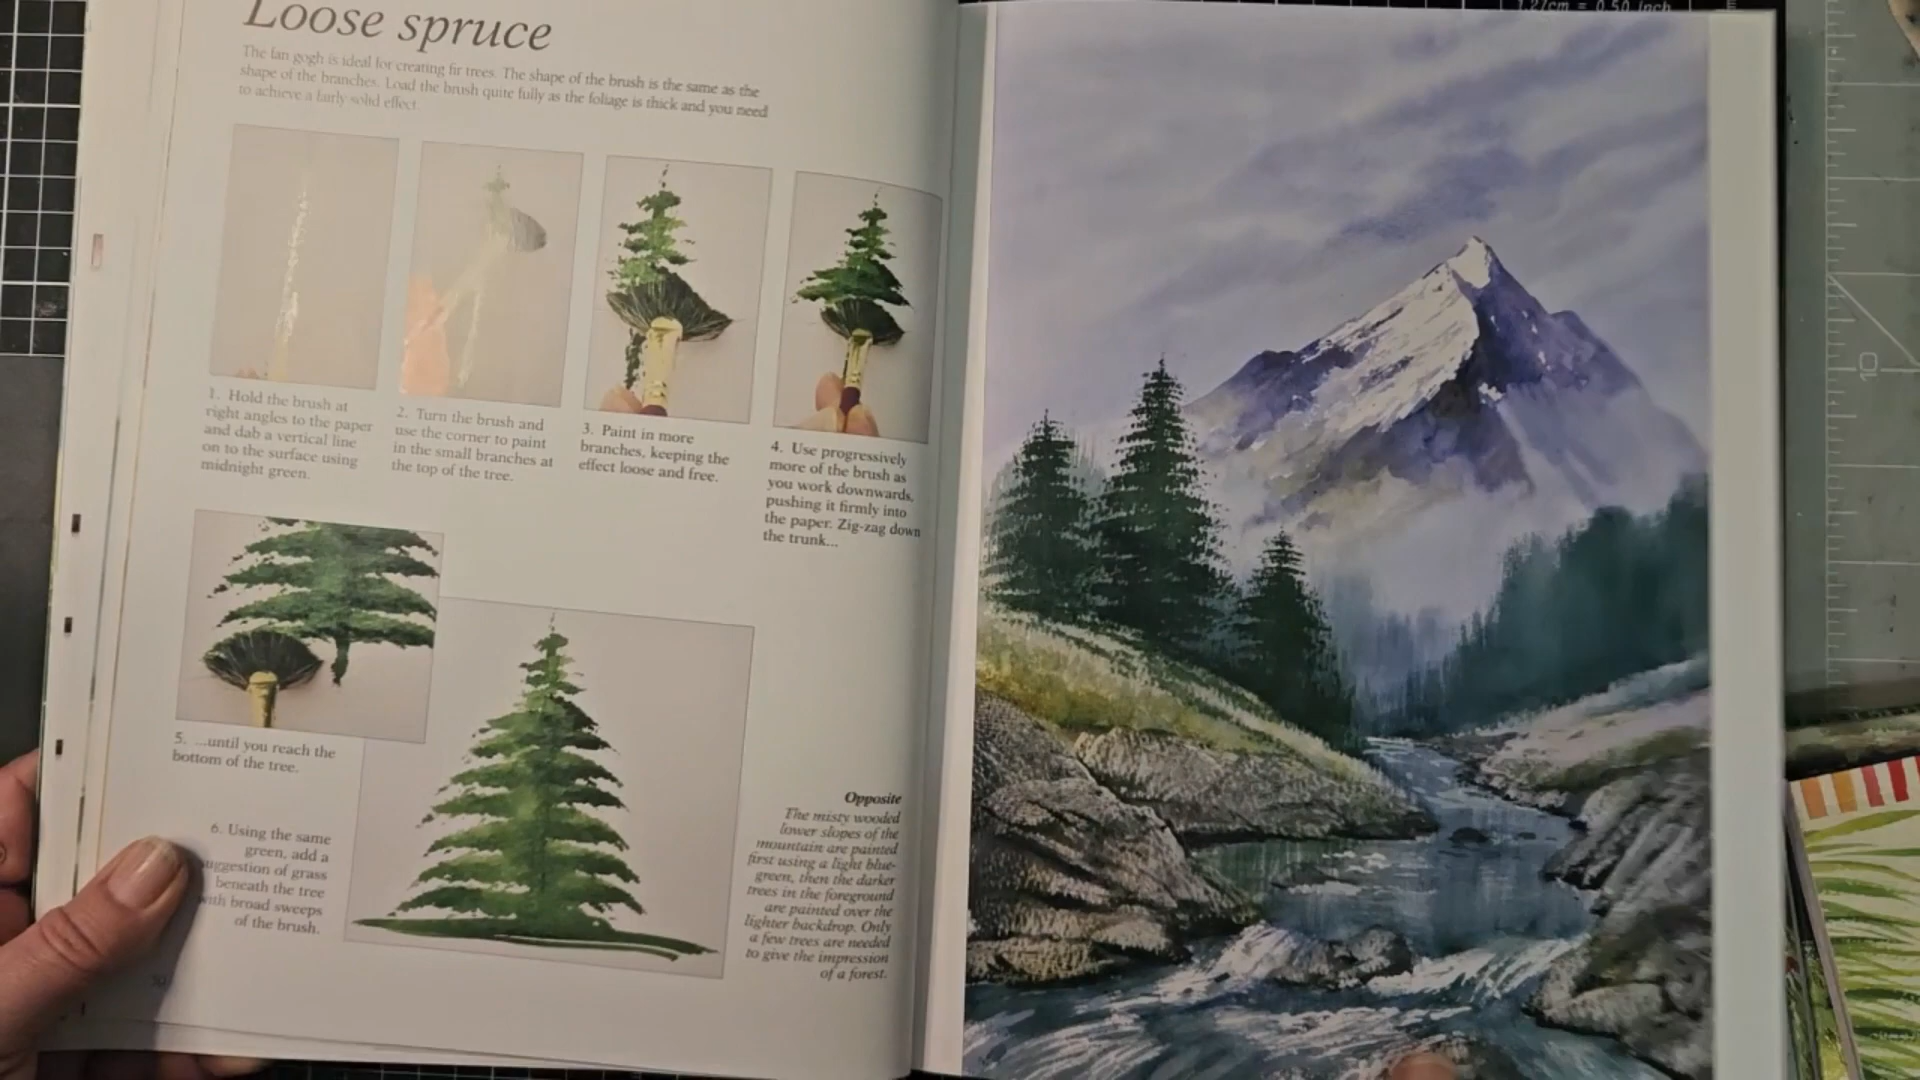 Loose spruce
The fan gogh is ideal for creating fir trees. The shape of the brush is the same as the
shape of the branches. Load the brush quite fully as the foliage is thick and you need
to achieve a fairly solid effect.
1. Hold the brush at
right angles to the paper
and dab a vertical line
on to the surface using
midnight green.
2. Turn the brush and
use the corner to paint
in the small branches at
the top of the tree.
3. Paint in more
branches, keeping the
effect loose and free.
4. Use progressively
more of the brush as
you work downwards,
pushing it firmly into
the paper. Zig-zag down
the trunk...
5. ...until you reach the
bottom of the tree.
6. Using the same
green, add a
uggestion of grass
beneath the tree
with broad sweeps
of the brush.
Opposite
The misty wooded
lower slopes of the
mountain are painted
first using a light blue-
green, then the darker
trees in the foreground
are painted over the
lighter backdrop. Only
a few trees are needed
to give the impression
of a forest.
50
1.27cm = 0.50 inch
10